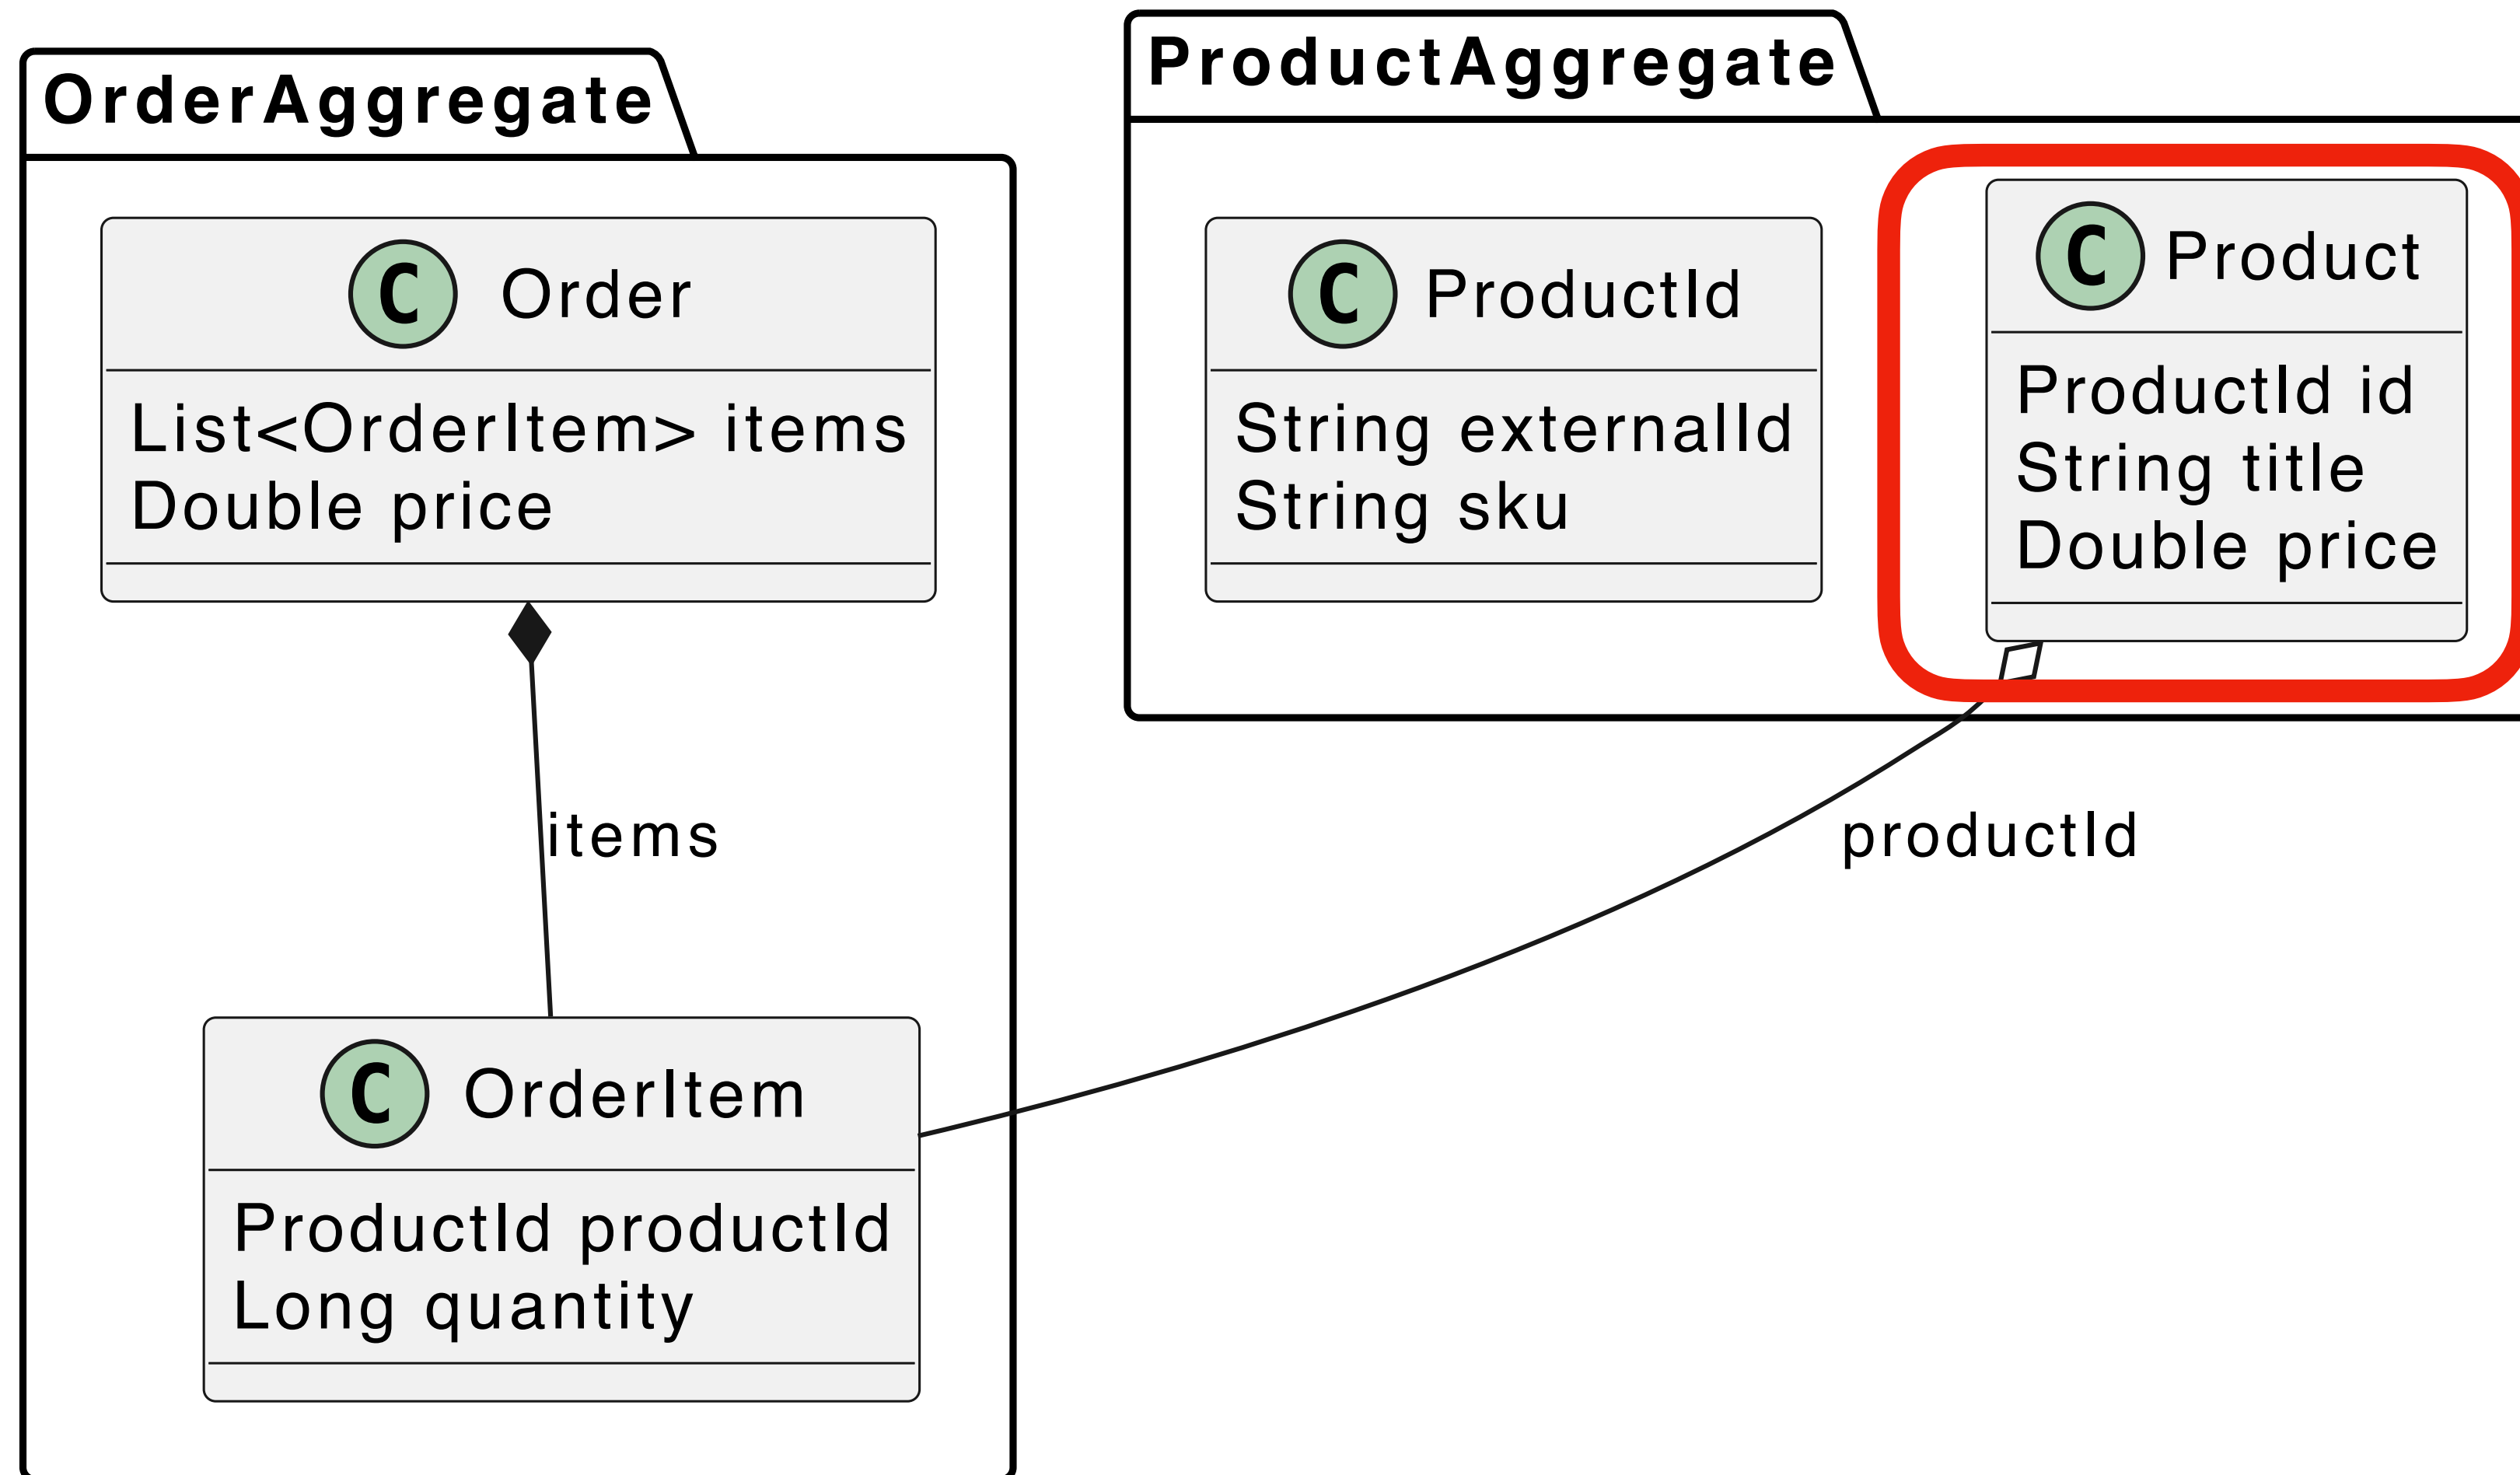 OrderAggregate
C Order
List<OrderItem> items
Double price
items
C OrderItem
ProductId productId
Long quantity
ProductAggregate
C ProductId
String externalId
String sku
C Product
ProductId id
String title
Double price
productId